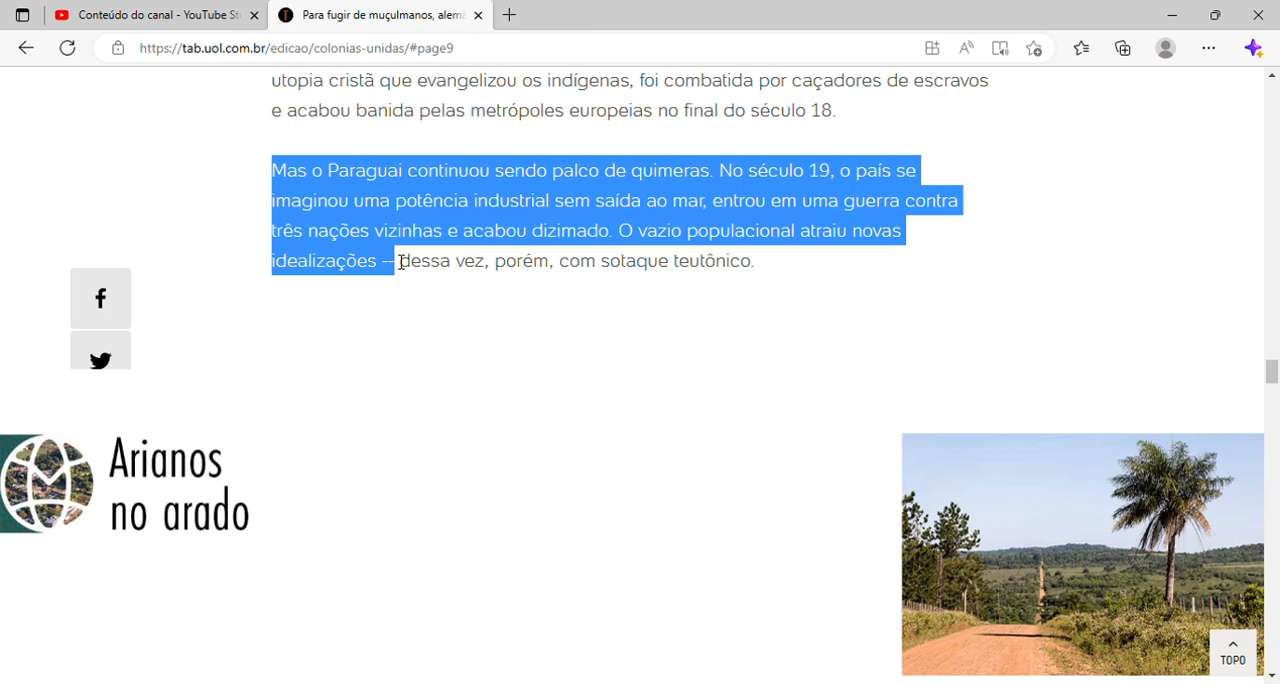 Conteúdo do canal - YouTube St
Para fugir de muçulmanos, alemã
https://tab.uol.com.br/edicao/colonias-unidas/#page9
utopia cristã que evangelizou os indígenas, foi combatida por caçadores de escravos
e acabou banida pelas metrópoles europeias no final do século 18.
Mas o Paraguai continuou sendo palco de quimeras. No século 19, o país se
imaginou uma potência industrial sem saída ao mar, entrou em uma guerra contra
três nações vizinhas e acabou dizimado. O vazio populacional atraiu novas
idealizações -- dessa vez, porém, com sotaque teutônico.
Arianos
no arado
TOPO